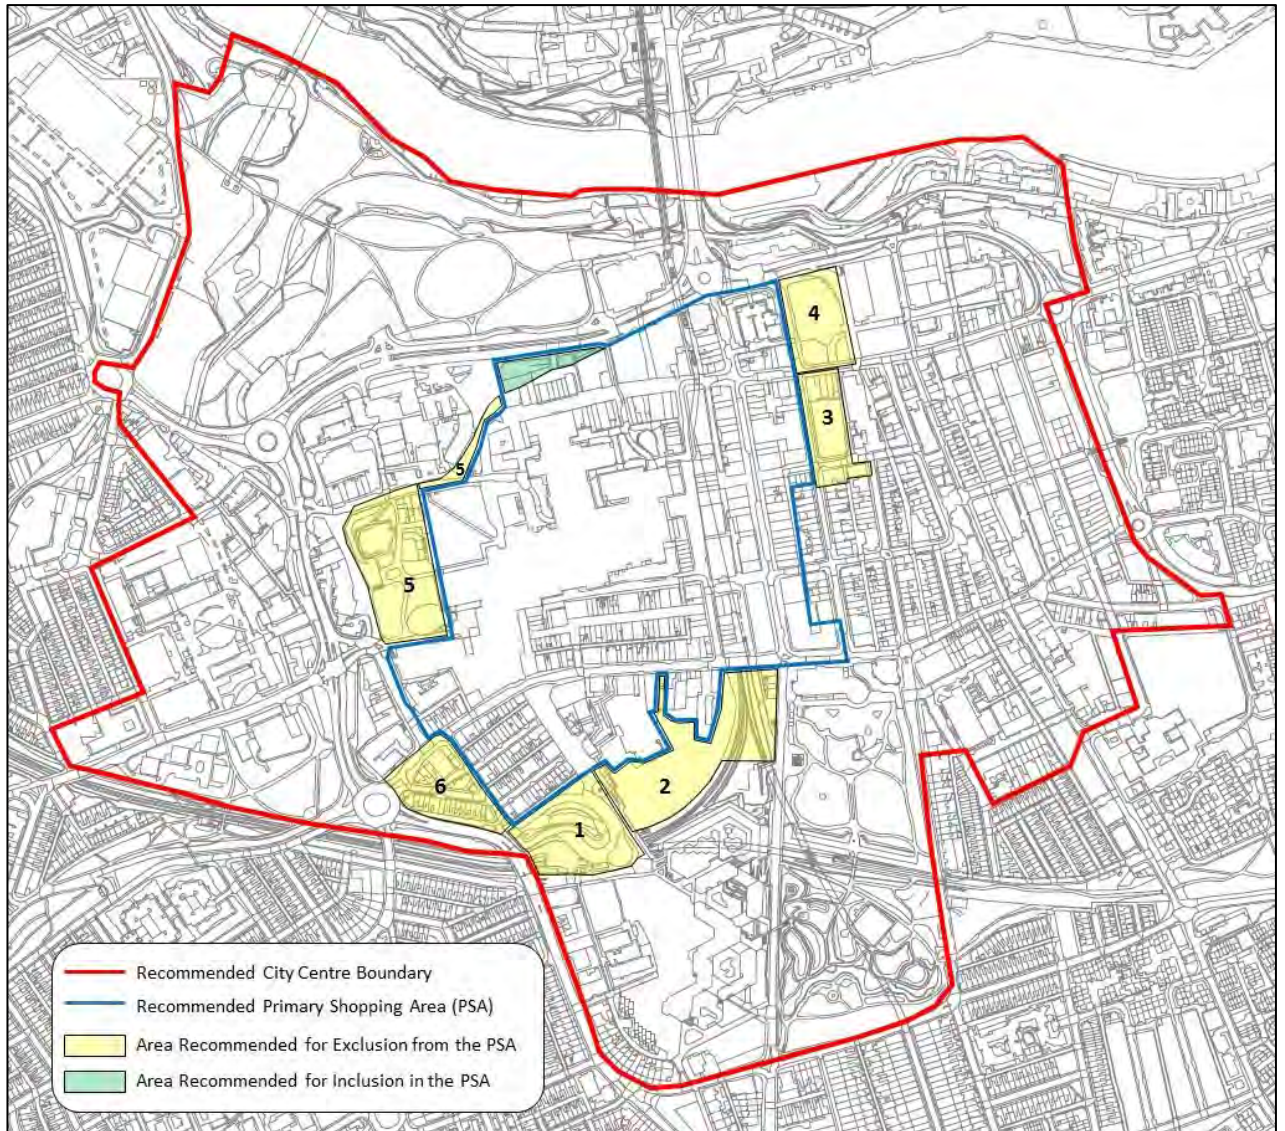 4
3
5
5
2
6
1
Recommended City Centre Boundary
Recommended Primary Shopping Area (PSA)
Area Recommended for Exclusion from the PSA
Area Recommended for Inclusion in the PSA